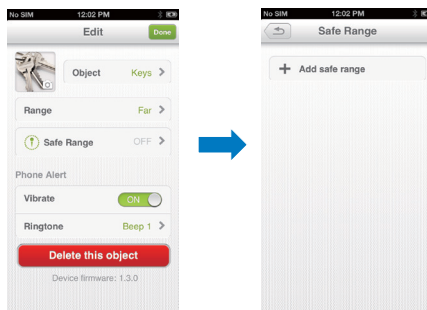 No SIM 12:02 PM
Edit Done
Object Keys
Range Far
Safe Range OFF
Phone Alert
Vibrate ON
Ringtone Beep 1
Delete this object
Device firmware: 1.3.0
No SIM 12:02 PM
Safe Range
+ Add safe range